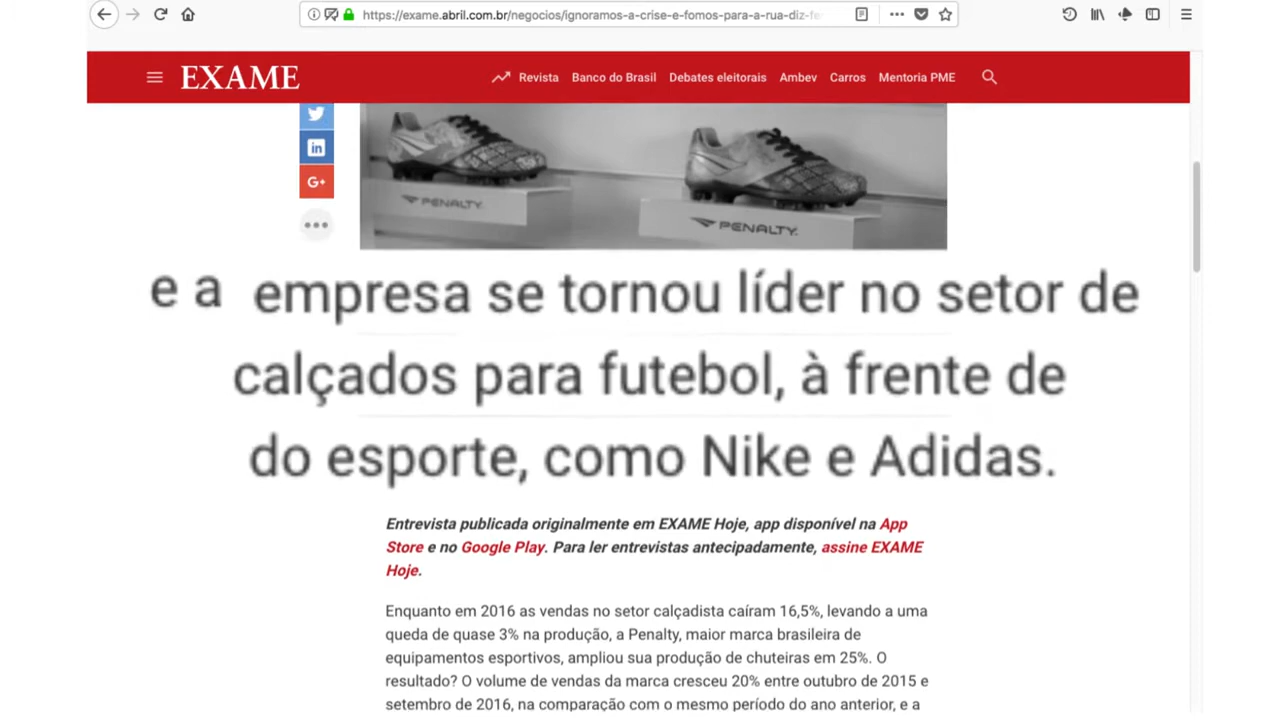 https://exame.abril.com.br/negocios/ignoramos-a-crise-e-fomos-para-a-rua-diz-fe
EXAME
Revista Banco do Brasil Debates eleitorais Ambev Carros Mentoria PME
in
G+
PENALTY PENALTY
e a empresa se tornou líder no setor de
calçados para futebol, à frente de
do esporte, como Nike e Adidas.
Entrevista publicada originalmente em EXAME Hoje, app disponível na App
Store e no Google Play. Para ler entrevistas antecipadamente, assine EXAME
Hoje.
Enquanto em 2016 as vendas no setor calçadista caíram 16,5%, levando a uma
queda de quase 3% na produção, a Penalty, maior marca brasileira de
equipamentos esportivos, ampliou sua produção de chuteiras em 25%. O
resultado? O volume de vendas da marca cresceu 20% entre outubro de 2015 e
setembro de 2016, na comparação com o mesmo período do ano anterior, e a